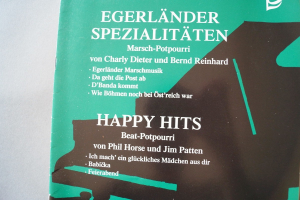 EGERLÄNDER
SPEZIALITÄTEN
Marsch-Potpourri
von Charly Dieter und Bernd Reinhard
- Egerländer Marschmusik
- Da geht die Post ab
- D'Banda kommt
- Wie Böhmen noch bei Öst'reich war
HAPPY HITS
Beat-Potpourri
von Phil Horse und Jim Patten
- Ich mach' ein glückliches Mädchen aus dir
- Babička
- Feierabend